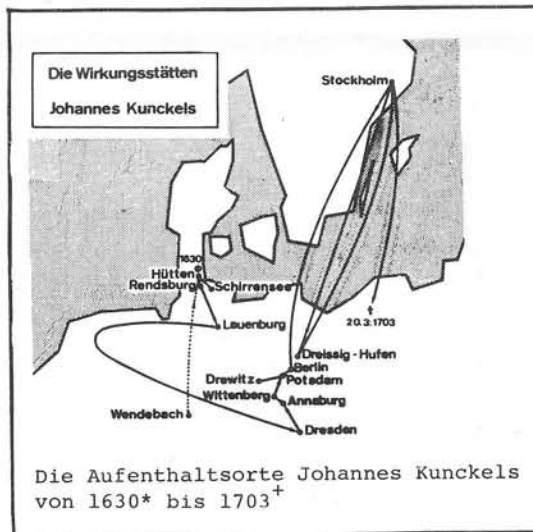 Die Wirkungsstätten
Johannes Kunckels
Stockholm
1630
Hütten
Rendsburg
Schirrensee
Lauenburg
† 20.3.1703
Dreissig-Hufen
Berlin
Drewitz
Potsdam
Wittenberg
Annaburg
Wendebach
Dresden
Die Aufenthaltsorte Johannes Kunckels
von 1630* bis 1703+